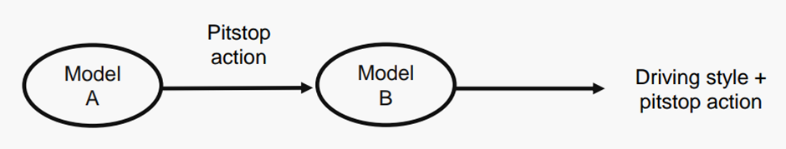 Model
A
Pitstop
action
Model
B
Driving style +
pitstop action